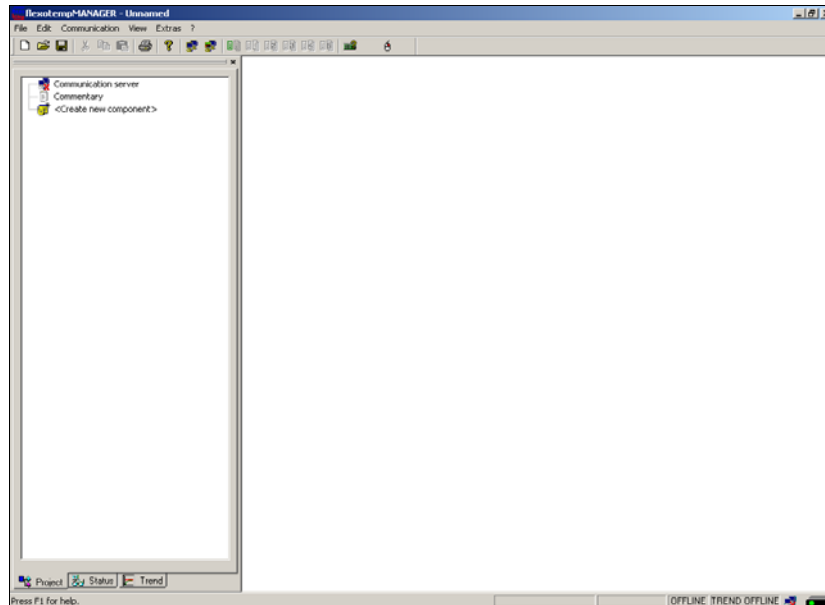 flexotempMANAGER - Unnamed
File Edit Communication View Extras ?
Communication server
Commentary
<Create new component>
Project Status Trend
Press F1 for help.
OFFLINE TREND OFFLINE